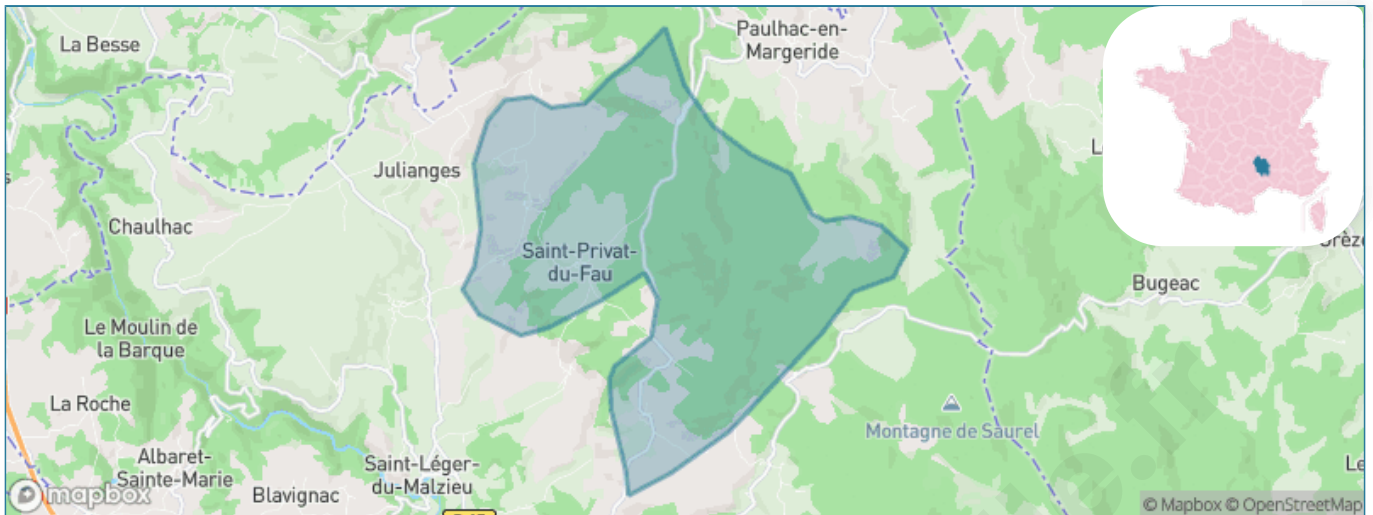 La Besse
Paulhac-en-
Margeride
Julianges
Chaulhac
Saint-Privat-
du-Fau
Bugeac
Le Moulin de
la Barque
La Roche
Montagne de Saurel
Albaret-
Sainte-Marie
Saint-Léger-
du-Malzieu
Blavignac
mapbox
© Mapbox © OpenStreetMap